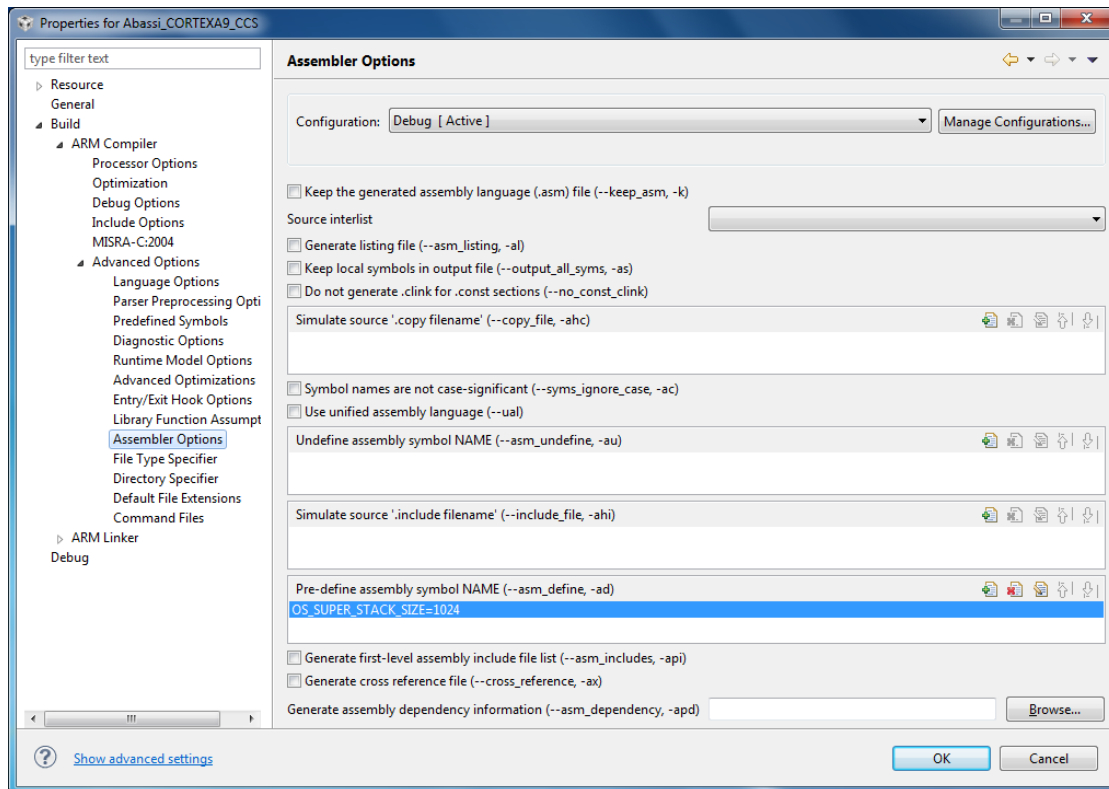 Properties for Abassi_CORTEXA9_CCS
type filter text
Resource
General
Build
ARM Compiler
Processor Options
Optimization
Debug Options
Include Options
MISRA-C:2004
Advanced Options
Language Options
Parser Preprocessing Opti
Predefined Symbols
Diagnostic Options
Runtime Model Options
Advanced Optimizations
Entry/Exit Hook Options
Library Function Assumpt
Assembler Options
File Type Specifier
Directory Specifier
Default File Extensions
Command Files
ARM Linker
Debug
Assembler Options
Configuration: Debug [ Active ] Manage Configurations...
Keep the generated assembly language (.asm) file (--keep_asm, -k)
Source interlist
Generate listing file (--asm_listing, -al)
Keep local symbols in output file (--output_all_syms, -as)
Do not generate .clink for .const sections (--no_const_clink)
Simulate source '.copy filename' (--copy_file, -ahc)
Symbol names are not case-significant (--syms_ignore_case, -ac)
Use unified assembly language (--ual)
Undefine assembly symbol NAME (--asm_undefine, -au)
Simulate source '.include filename' (--include_file, -ahi)
Pre-define assembly symbol NAME (--asm_define, -ad)
OS_SUPER_STACK_SIZE=1024
Generate first-level assembly include file list (--asm_includes, -api)
Generate cross reference file (--cross_reference, -ax)
Generate assembly dependency information (--asm_dependency, -apd) Browse...
Show advanced settings
OK Cancel